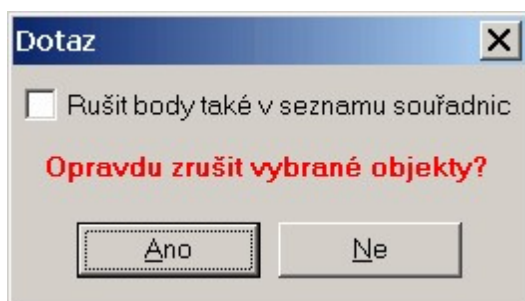 Dotaz
Rušit body také v seznamu souřadnic
Opravdu zrušit vybrané objekty?
Ano
Ne